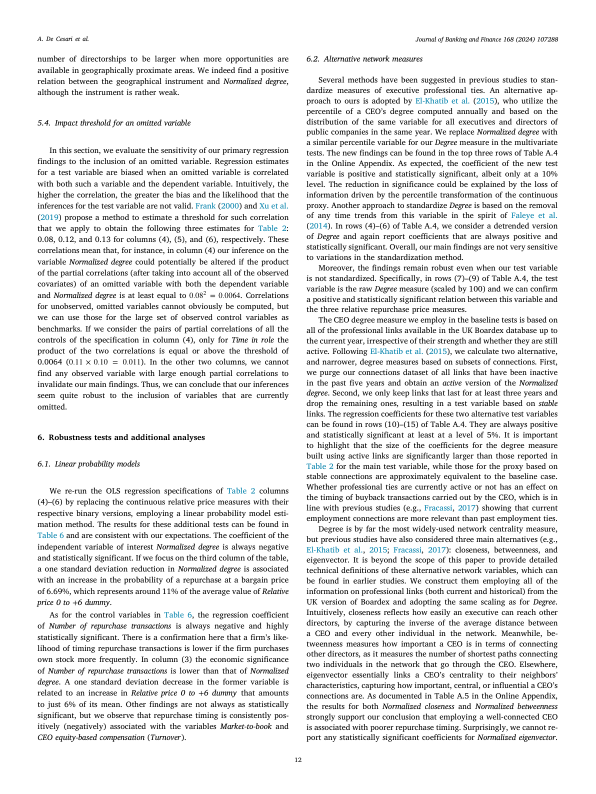 A. De Cesari et al.
Journal of Banking and Finance 168 (2024) 107288
number of directorships to be larger when more opportunities are
available in geographically proximate areas. We indeed find a positive
relation between the geographical instrument and Normalized degree,
although the instrument is rather weak.
5.4. Impact threshold for an omitted variable
In this section, we evaluate the sensitivity of our primary regression
findings to the inclusion of an omitted variable. Regression estimates
for a test variable are biased when an omitted variable is correlated
with both such a variable and the dependent variable. Intuitively, the
higher the correlation, the greater the bias and the likelihood that the
inferences for the test variable are not valid. Frank (2000) and Xu et al.
(2019) propose a method to estimate a threshold for such correlation
that we apply to obtain the following three estimates for Table 2:
0.08, 0.12, and 0.13 for columns (4), (5), and (6), respectively. These
correlations mean that, for instance, in column (4) our inference on the
variable Normalized degree could potentially be altered if the product
of the partial correlations (after taking into account all of the observed
covariates) of an omitted variable with both the dependent variable
and Normalized degree is at least equal to 0.08² = 0.0064. Correlations
for unobserved, omitted variables cannot obviously be computed, but
we can use those for the large set of observed control variables as
benchmarks. If we consider the pairs of partial correlations of all the
controls of the specification in column (4), only for Time in role the
product of the two correlations is equal or above the threshold of
0.0064 (0.11 × 0.10 = 0.011). In the other two columns, we cannot
find any observable variable with large enough partial correlations to
invalidate our main findings. Thus, we can conclude that our inferences
seem quite robust to the inclusion of variables that are currently
omitted.
6. Robustness tests and additional analyses
6.1. Linear probability models
We re-run the OLS regression specifications of Table 2 columns
(4)–(6) by replacing the continuous relative price measures with their
respective binary versions, employing a linear probability model esti-
mation method. The results for these additional tests can be found in
Table 6 and are consistent with our expectations. The coefficient of the
independent variable of interest Normalized degree is always negative
and statistically significant. If we focus on the third column of the table,
a one standard deviation reduction in Normalized degree is associated
with an increase in the probability of a repurchase at a bargain price
of 6.69%, which represents around 11% of the average value of Relative
price 0 to +6 dummy.
As for the control variables in Table 6, the regression coefficient
of Number of repurchase transactions is always negative and highly
statistically significant. There is a confirmation here that a firm's like-
lihood of timing repurchase transactions is lower if the firm purchases
own stock more frequently. In column (3) the economic significance
of Number of repurchase transactions is lower than that of Normalized
degree. A one standard deviation decrease in the former variable is
related to an increase in Relative price 0 to +6 dummy that amounts
to just 6% of its mean. Other findings are not always as statistically
significant, but we observe that repurchase timing is consistently pos-
itively (negatively) associated with the variables Market-to-book and
CEO equity-based compensation (Turnover).
6.2. Alternative network measures
Several methods have been suggested in previous studies to stan-
dardize measures of executive professional ties. An alternative ap-
proach to ours is adopted by El-Khatib et al. (2015), who utilize the
percentile of a CEO's degree computed annually and based on the
distribution of the same variable for all executives and directors of
public companies in the same year. We replace Normalized degree with
a similar percentile variable for our Degree measure in the multivariate
tests. The new findings can be found in the top three rows of Table A.4
in the Online Appendix. As expected, the coefficient of the new test
variable is positive and statistically significant, albeit only at a 10%
level. The reduction in significance could be explained by the loss of
information driven by the percentile transformation of the continuous
proxy. Another approach to standardize Degree is based on the removal
of any time trends from this variable in the spirit of Faleye et al.
(2014). In rows (4)–(6) of Table A.4, we consider a detrended version
of Degree and again report coefficients that are always positive and
statistically significant. Overall, our main findings are not very sensitive
to variations in the standardization method.
Moreover, the findings remain robust even when our test variable
is not standardized. Specifically, in rows (7)–(9) of Table A.4, the test
variable is the raw Degree measure (scaled by 100) and we can confirm
a positive and statistically significant relation between this variable and
the three relative repurchase price measures.
The CEO degree measure we employ in the baseline tests is based on
all of the professional links available in the UK Boardex database up to
the current year, irrespective of their strength and whether they are still
active. Following El-Khatib et al. (2015), we calculate two alternative,
and narrower, degree measures based on subsets of connections. First,
we purge our connections dataset of all links that have been inactive
in the past five years and obtain an active version of the Normalized
degree. Second, we only keep links that last for at least three years and
drop the remaining ones, resulting in a test variable based on stable
links. The regression coefficients for these two alternative test variables
can be found in rows (10)–(15) of Table A.4. They are always positive
and statistically significant at least at a level of 5%. It is important
to highlight that the size of the coefficients for the degree measure
built using active links are significantly larger than those reported in
Table 2 for the main test variable, while those for the proxy based on
stable connections are approximately equivalent to the baseline case.
Whether professional ties are currently active or not has an effect on
the timing of buyback transactions carried out by the CEO, which is in
line with previous studies (e.g., Fracassi, 2017) showing that current
employment connections are more relevant than past employment ties.
Degree is by far the most widely-used network centrality measure,
but previous studies have also considered three main alternatives (e.g.,
El-Khatib et al., 2015; Fracassi, 2017): closeness, betweenness, and
eigenvector. It is beyond the scope of this paper to provide detailed
technical definitions of these alternative network variables, which can
be found in earlier studies. We construct them employing all of the
information on professional links (both current and historical) from the
UK version of Boardex and adopting the same scaling as for Degree.
Intuitively, closeness reflects how easily an executive can reach other
directors, by capturing the inverse of the average distance between
a CEO and every other individual in the network. Meanwhile, be-
tweenness measures how important a CEO is in terms of connecting
other directors, as it measures the number of shortest paths connecting
two individuals in the network that go through the CEO. Elsewhere,
eigenvector essentially links a CEO's centrality to their neighbors'
characteristics, capturing how important, central, or influential a CEO's
connections are. As documented in Table A.5 in the Online Appendix,
the results for both Normalized closeness and Normalized betweenness
strongly support our conclusion that employing a well-connected CEO
is associated with poorer repurchase timing. Surprisingly, we cannot re-
port any statistically significant coefficients for Normalized eigenvector.
12